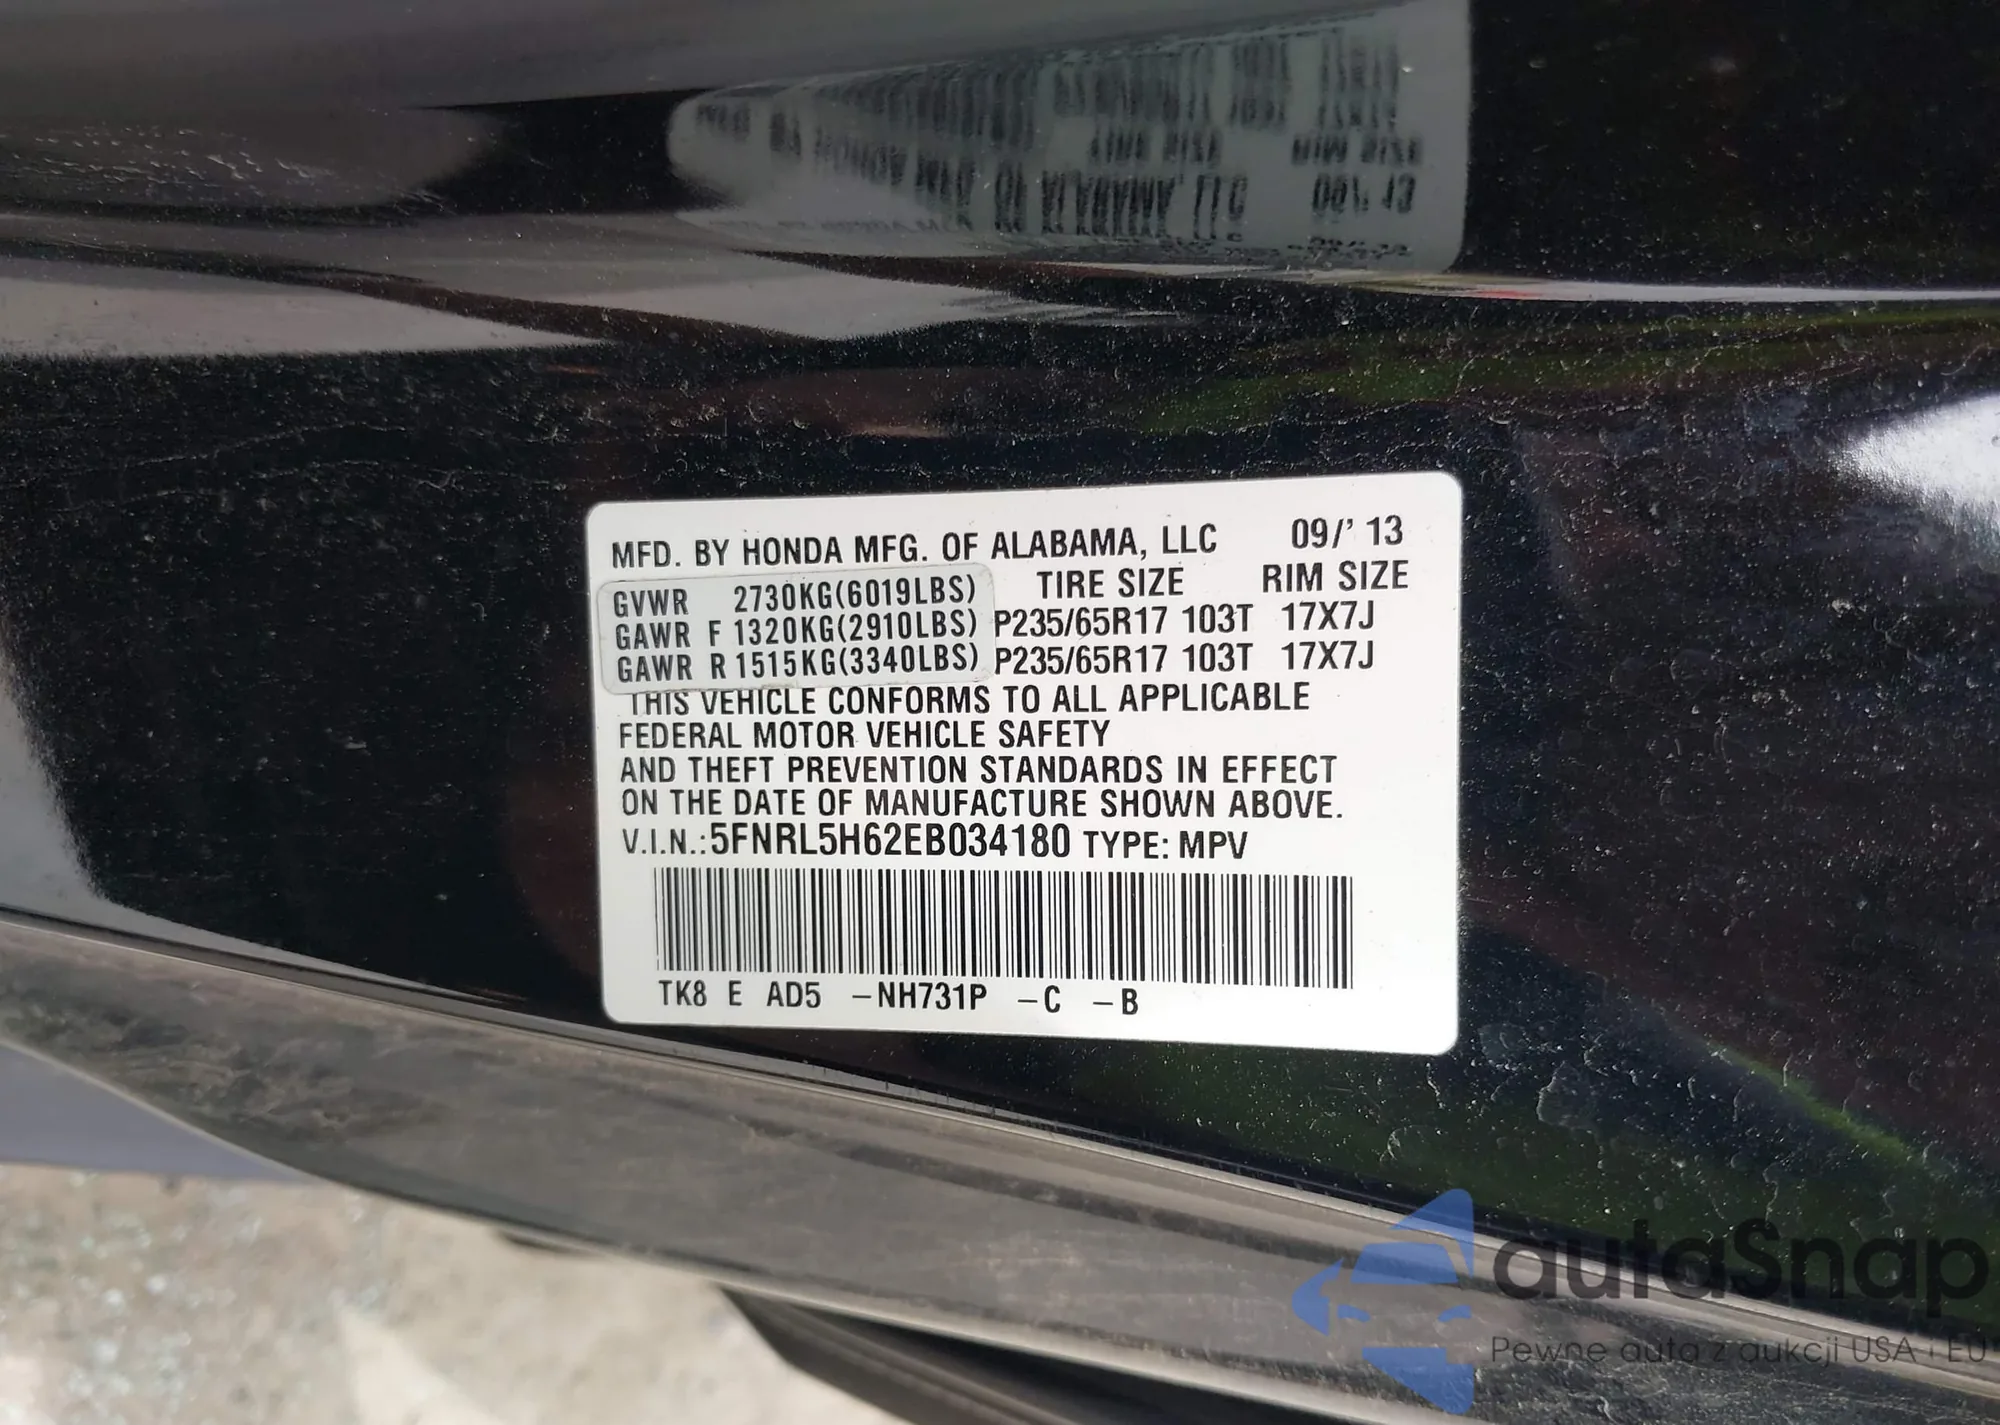 MFD. BY HONDA MFG. OF ALABAMA, LLC 09/' 13
TIRE SIZE RIM SIZE
GVWR 2730KG(6019LBS)
GAWR F 1320KG(2910LBS) P235/65R17 103T 17X7J
GAWR R 1515KG(3340LBS) P235/65R17 103T 17X7J
THIS VEHICLE CONFORMS TO ALL APPLICABLE
FEDERAL MOTOR VEHICLE SAFETY
AND THEFT PREVENTION STANDARDS IN EFFECT
ON THE DATE OF MANUFACTURE SHOWN ABOVE.
V.I.N.:5FNRL5H62EB034180 TYPE: MPV
TK8 E AD5 –NH731P –C –B
autaSnap
Pewne auta z aukcji USA i EU